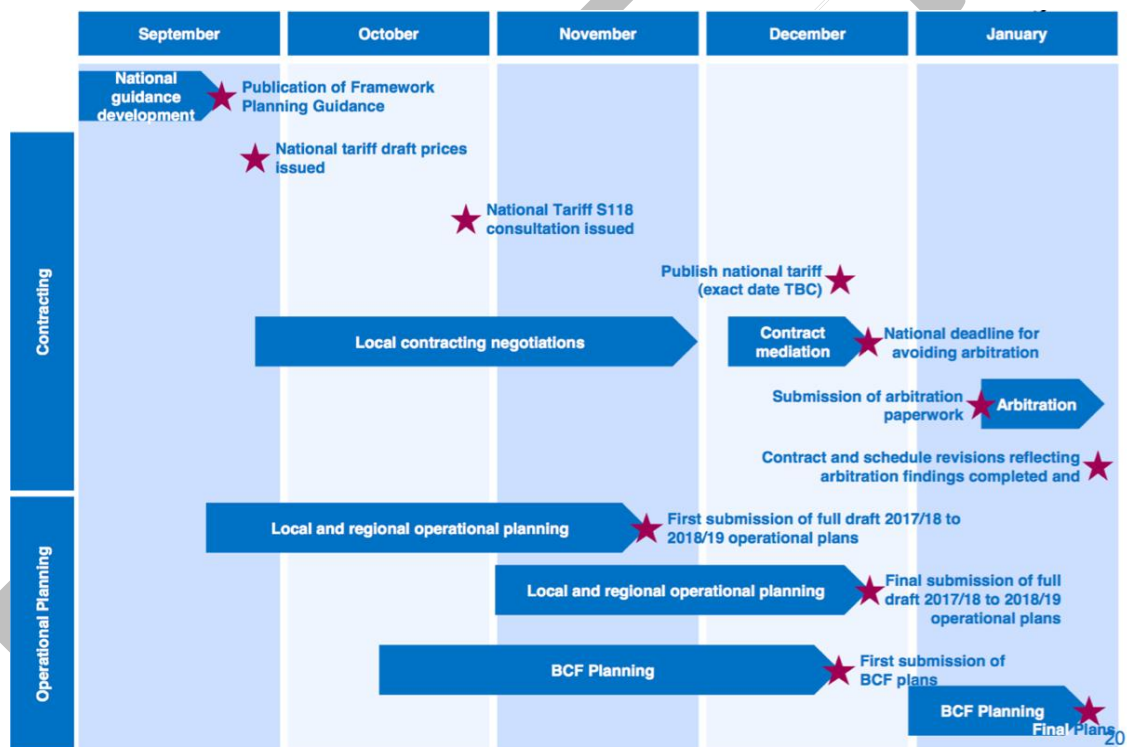 September
October
November
December
January
National
guidance
development
Publication of Framework
Planning Guidance
Contracting
National tariff draft prices
issued
National Tariff S118
consultation issued
Publish national tariff
(exact date TBC)
Local contracting negotiations
Contract
mediation
National deadline for
avoiding arbitration
Submission of arbitration
paperwork
Arbitration
Contract and schedule revisions reflecting
arbitration findings completed and
Operational Planning
Local and regional operational planning
First submission of full draft 2017/18 to
2018/19 operational plans
Local and regional operational planning
Final submission of full
draft 2017/18 to 2018/19
operational plans
BCF Planning
First submission of
BCF plans
BCF Planning
Final Plans
20